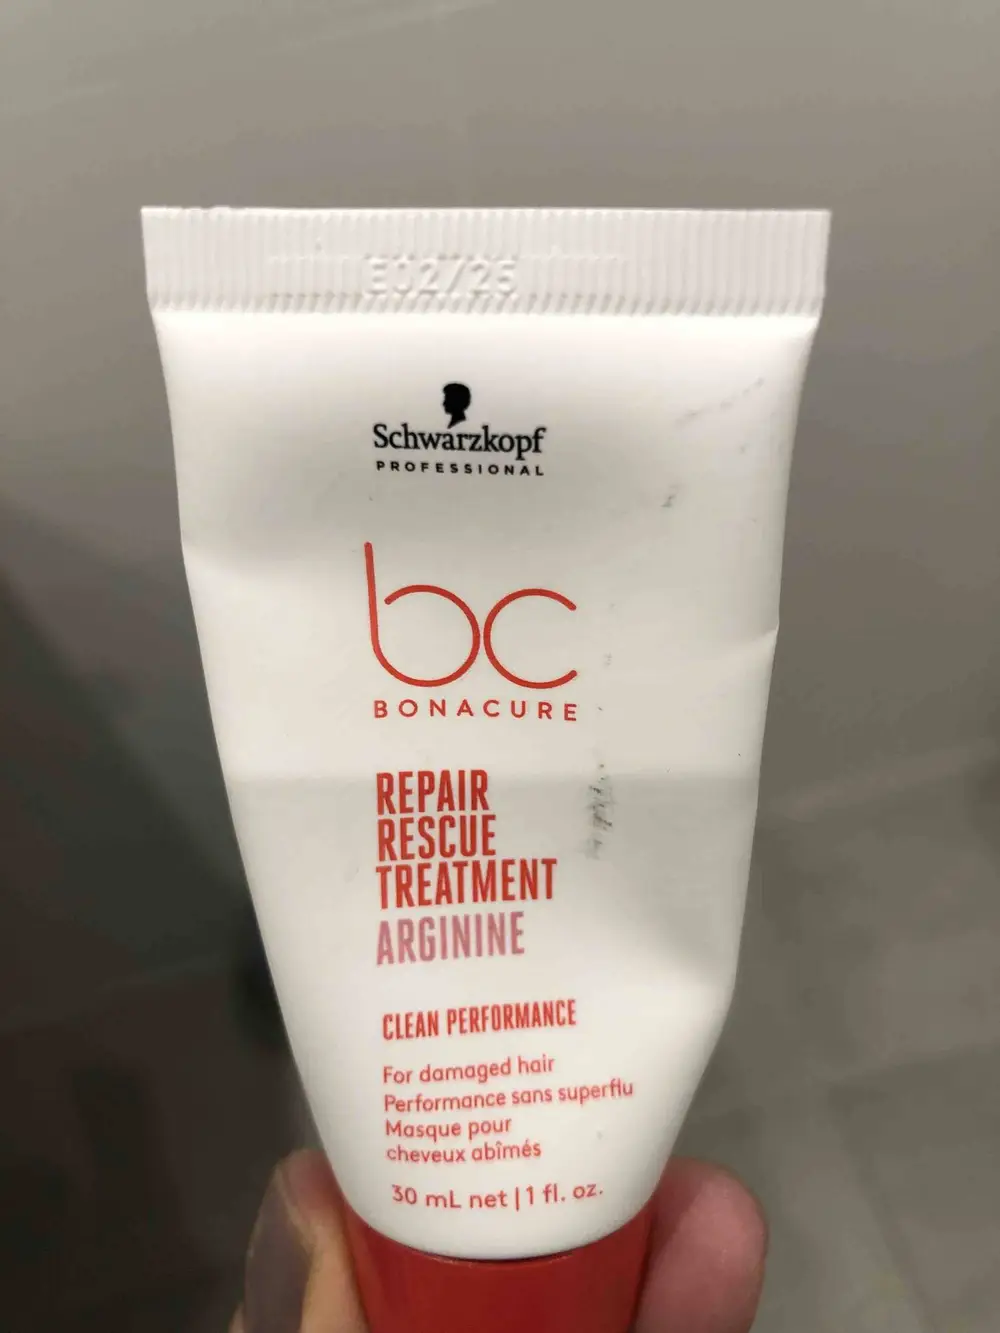 E02/25
Schwarzkopf
PROFESSIONAL
bc
BONACURE
REPAIR
RESCUE
TREATMENT
ARGININE
CLEAN PERFORMANCE
For damaged hair
Performance sans superflu
Masque pour
cheveux abîmés
30 mL net | 1 fl. oz.